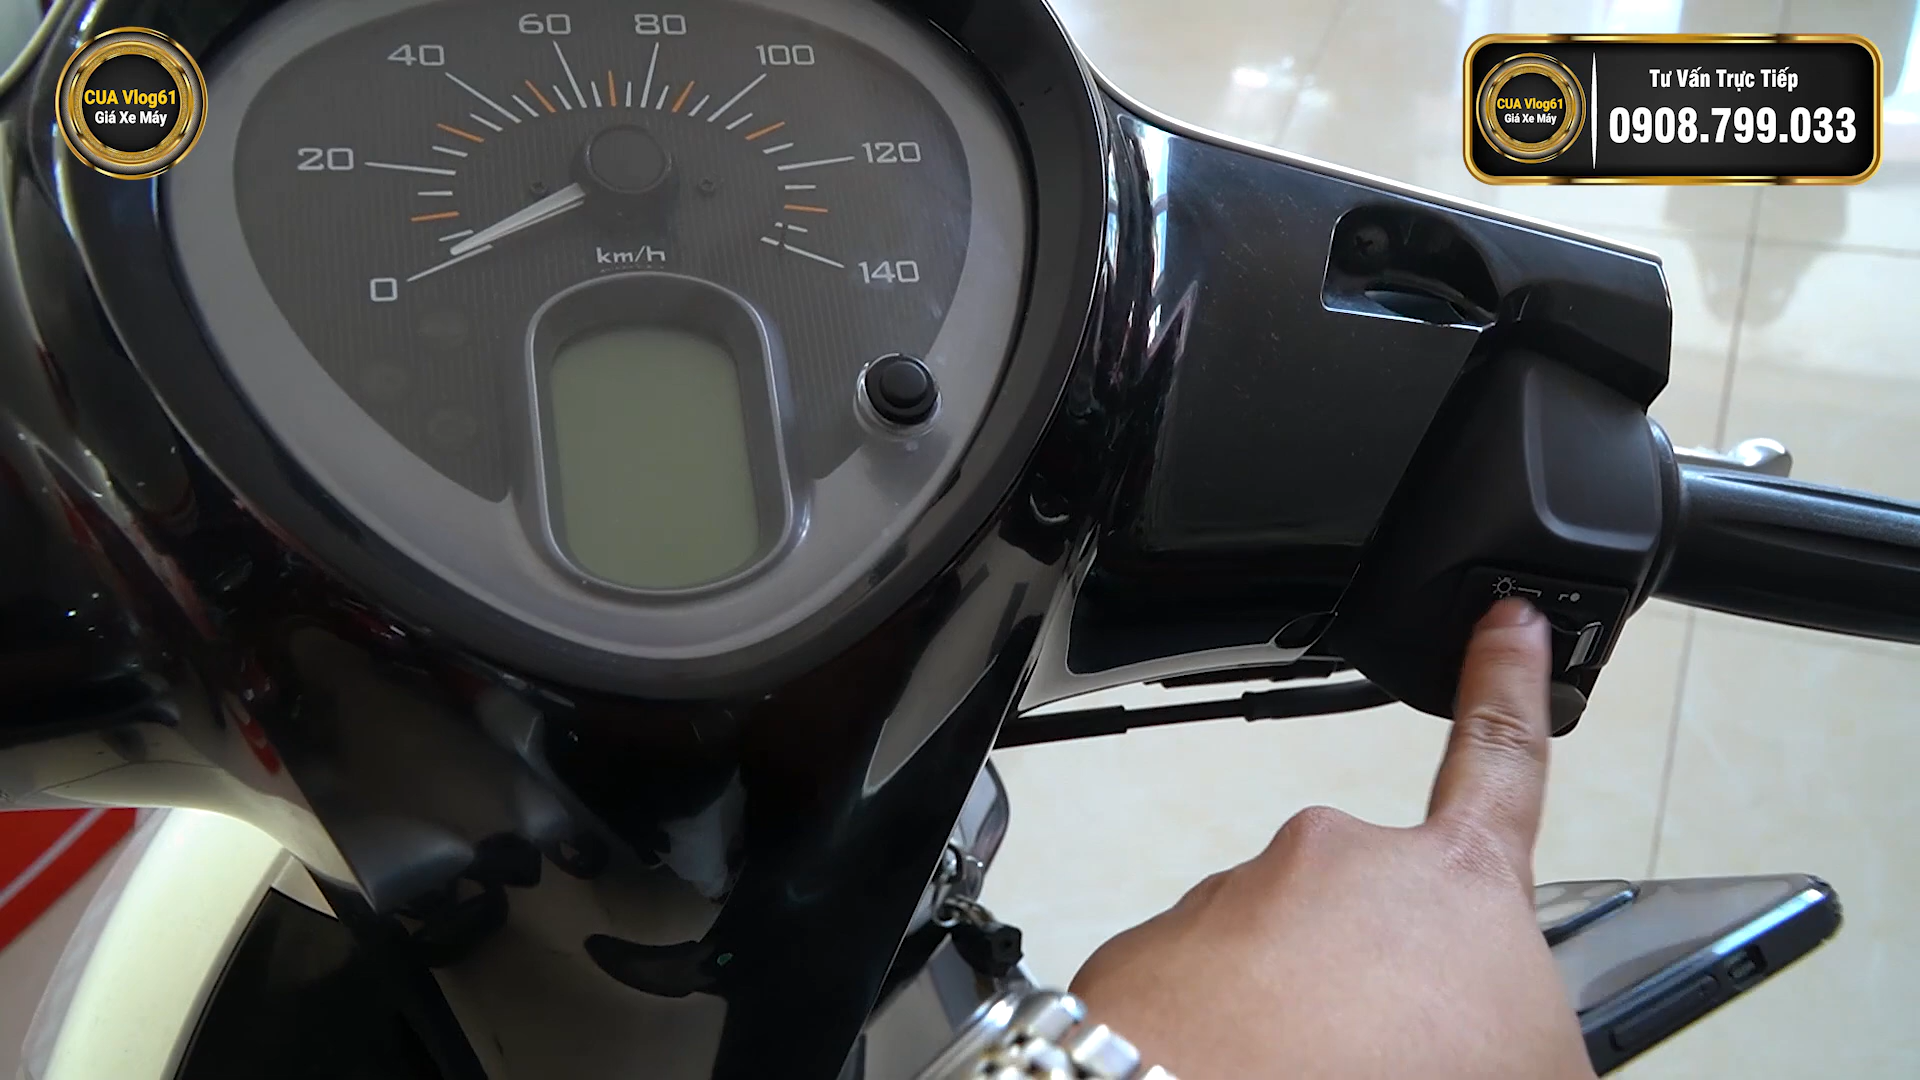 CUA Vlog61
Giá Xe Máy
CUA Vlog61
Giá Xe Máy
Tư Vấn Trực Tiếp
0908.799.033
0
20
40
60
80
100
120
140
km/h